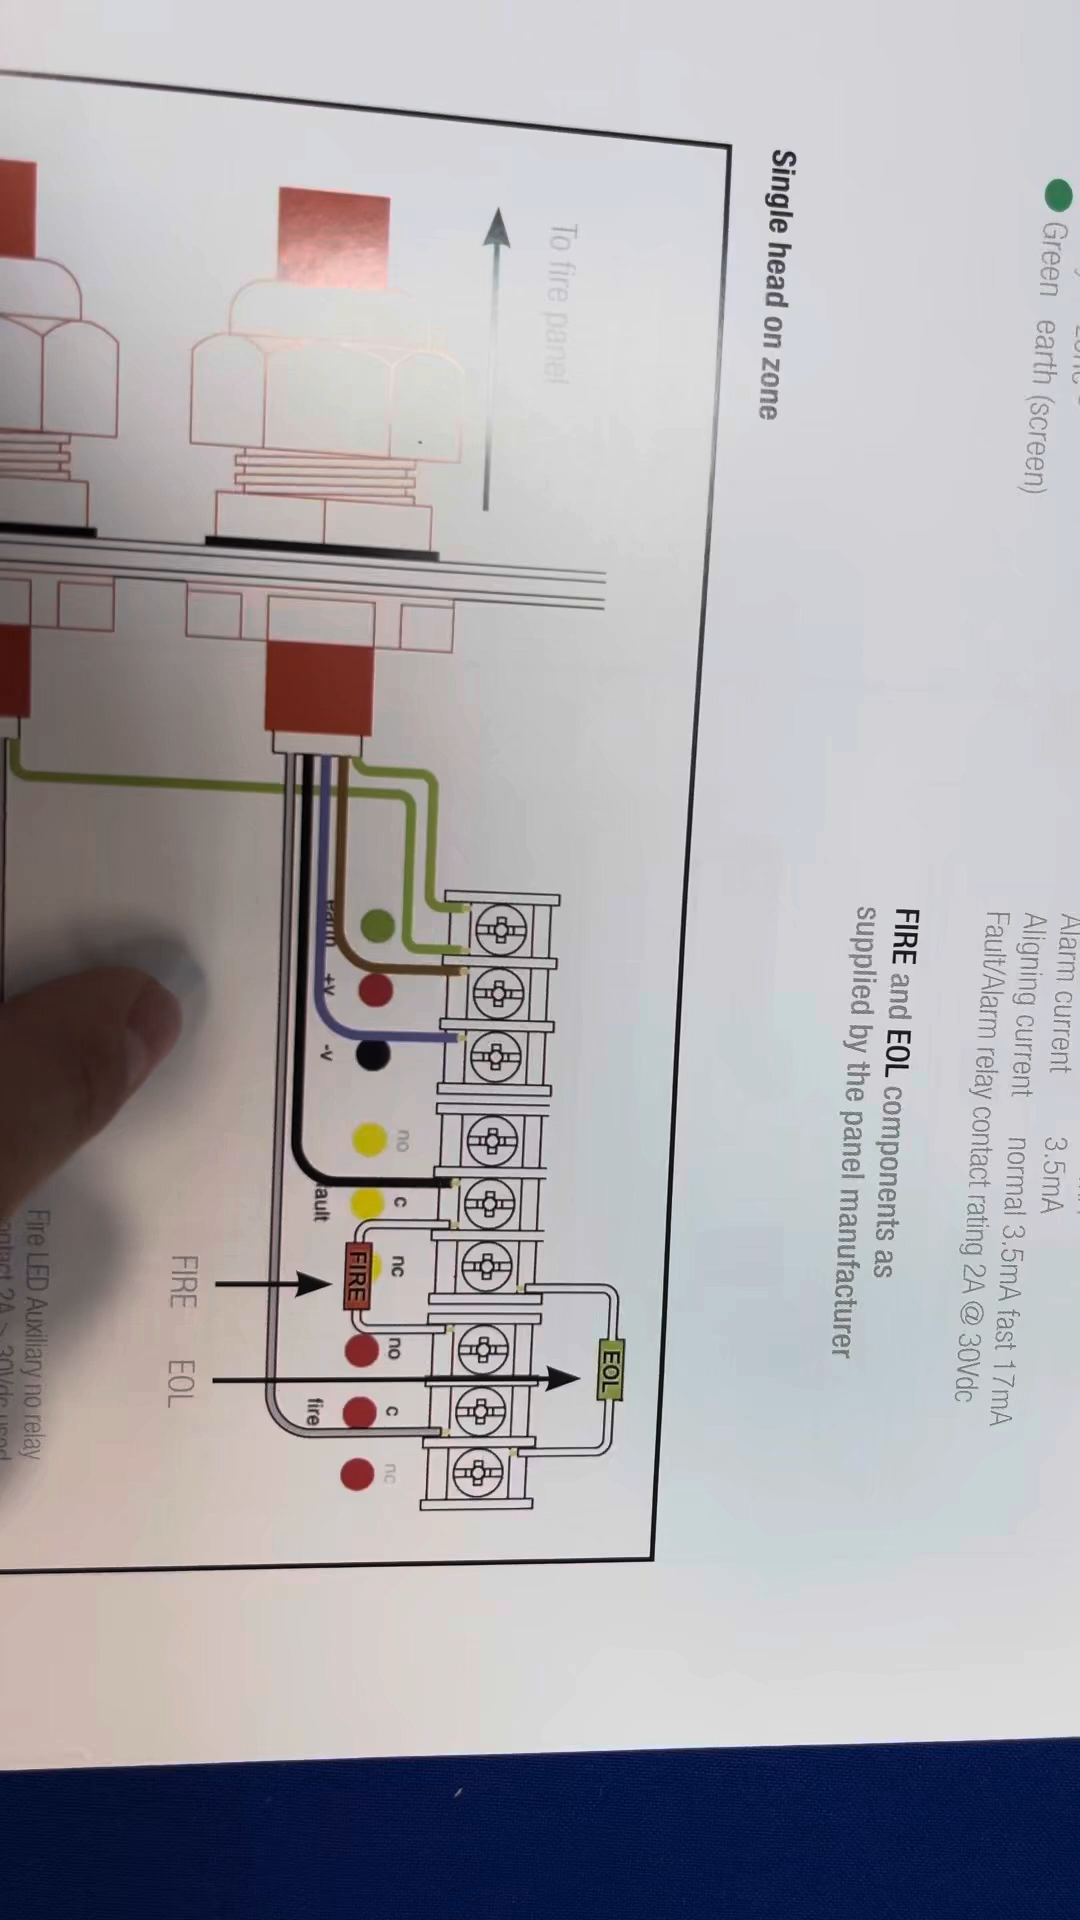 Green earth (screen)
Alarm current 3.5mA
Aligning current normal 3.5mA fast 17mA
Fault/Alarm relay contact rating 2A @ 30Vdc
FIRE and EOL components as
supplied by the panel manufacturer
Single head on zone
To fire panel
EOL
no c nc no c nc
FIRE
+v -v ault fire
FIRE EOL
Fire LED Auxiliary no relay